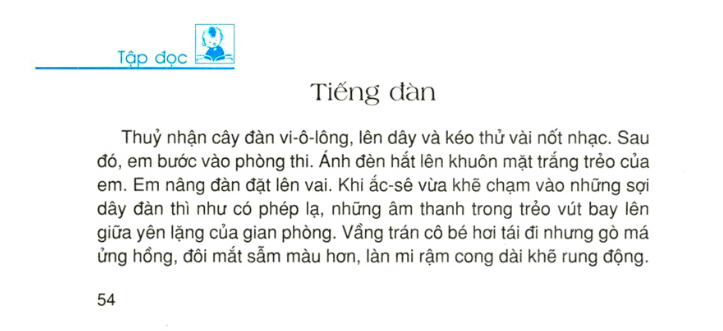 Tập đọc
Tiếng đàn
Thuỷ nhận cây đàn vi-ô-lông, lên dây và kéo thử vài nốt nhạc. Sau
đó, em bước vào phòng thi. Ánh đèn hắt lên khuôn mặt trắng trẻo của
em. Em nâng đàn đặt lên vai. Khi ắc-sê vừa khẽ chạm vào những sợi
dây đàn thì như có phép lạ, những âm thanh trong trẻo vút bay lên
giữa yên lặng của gian phòng. Vầng trán cô bé hơi tái đi nhưng gò má
ửng hồng, đôi mắt sẫm màu hơn, làn mi rậm cong dài khẽ rung động.
54